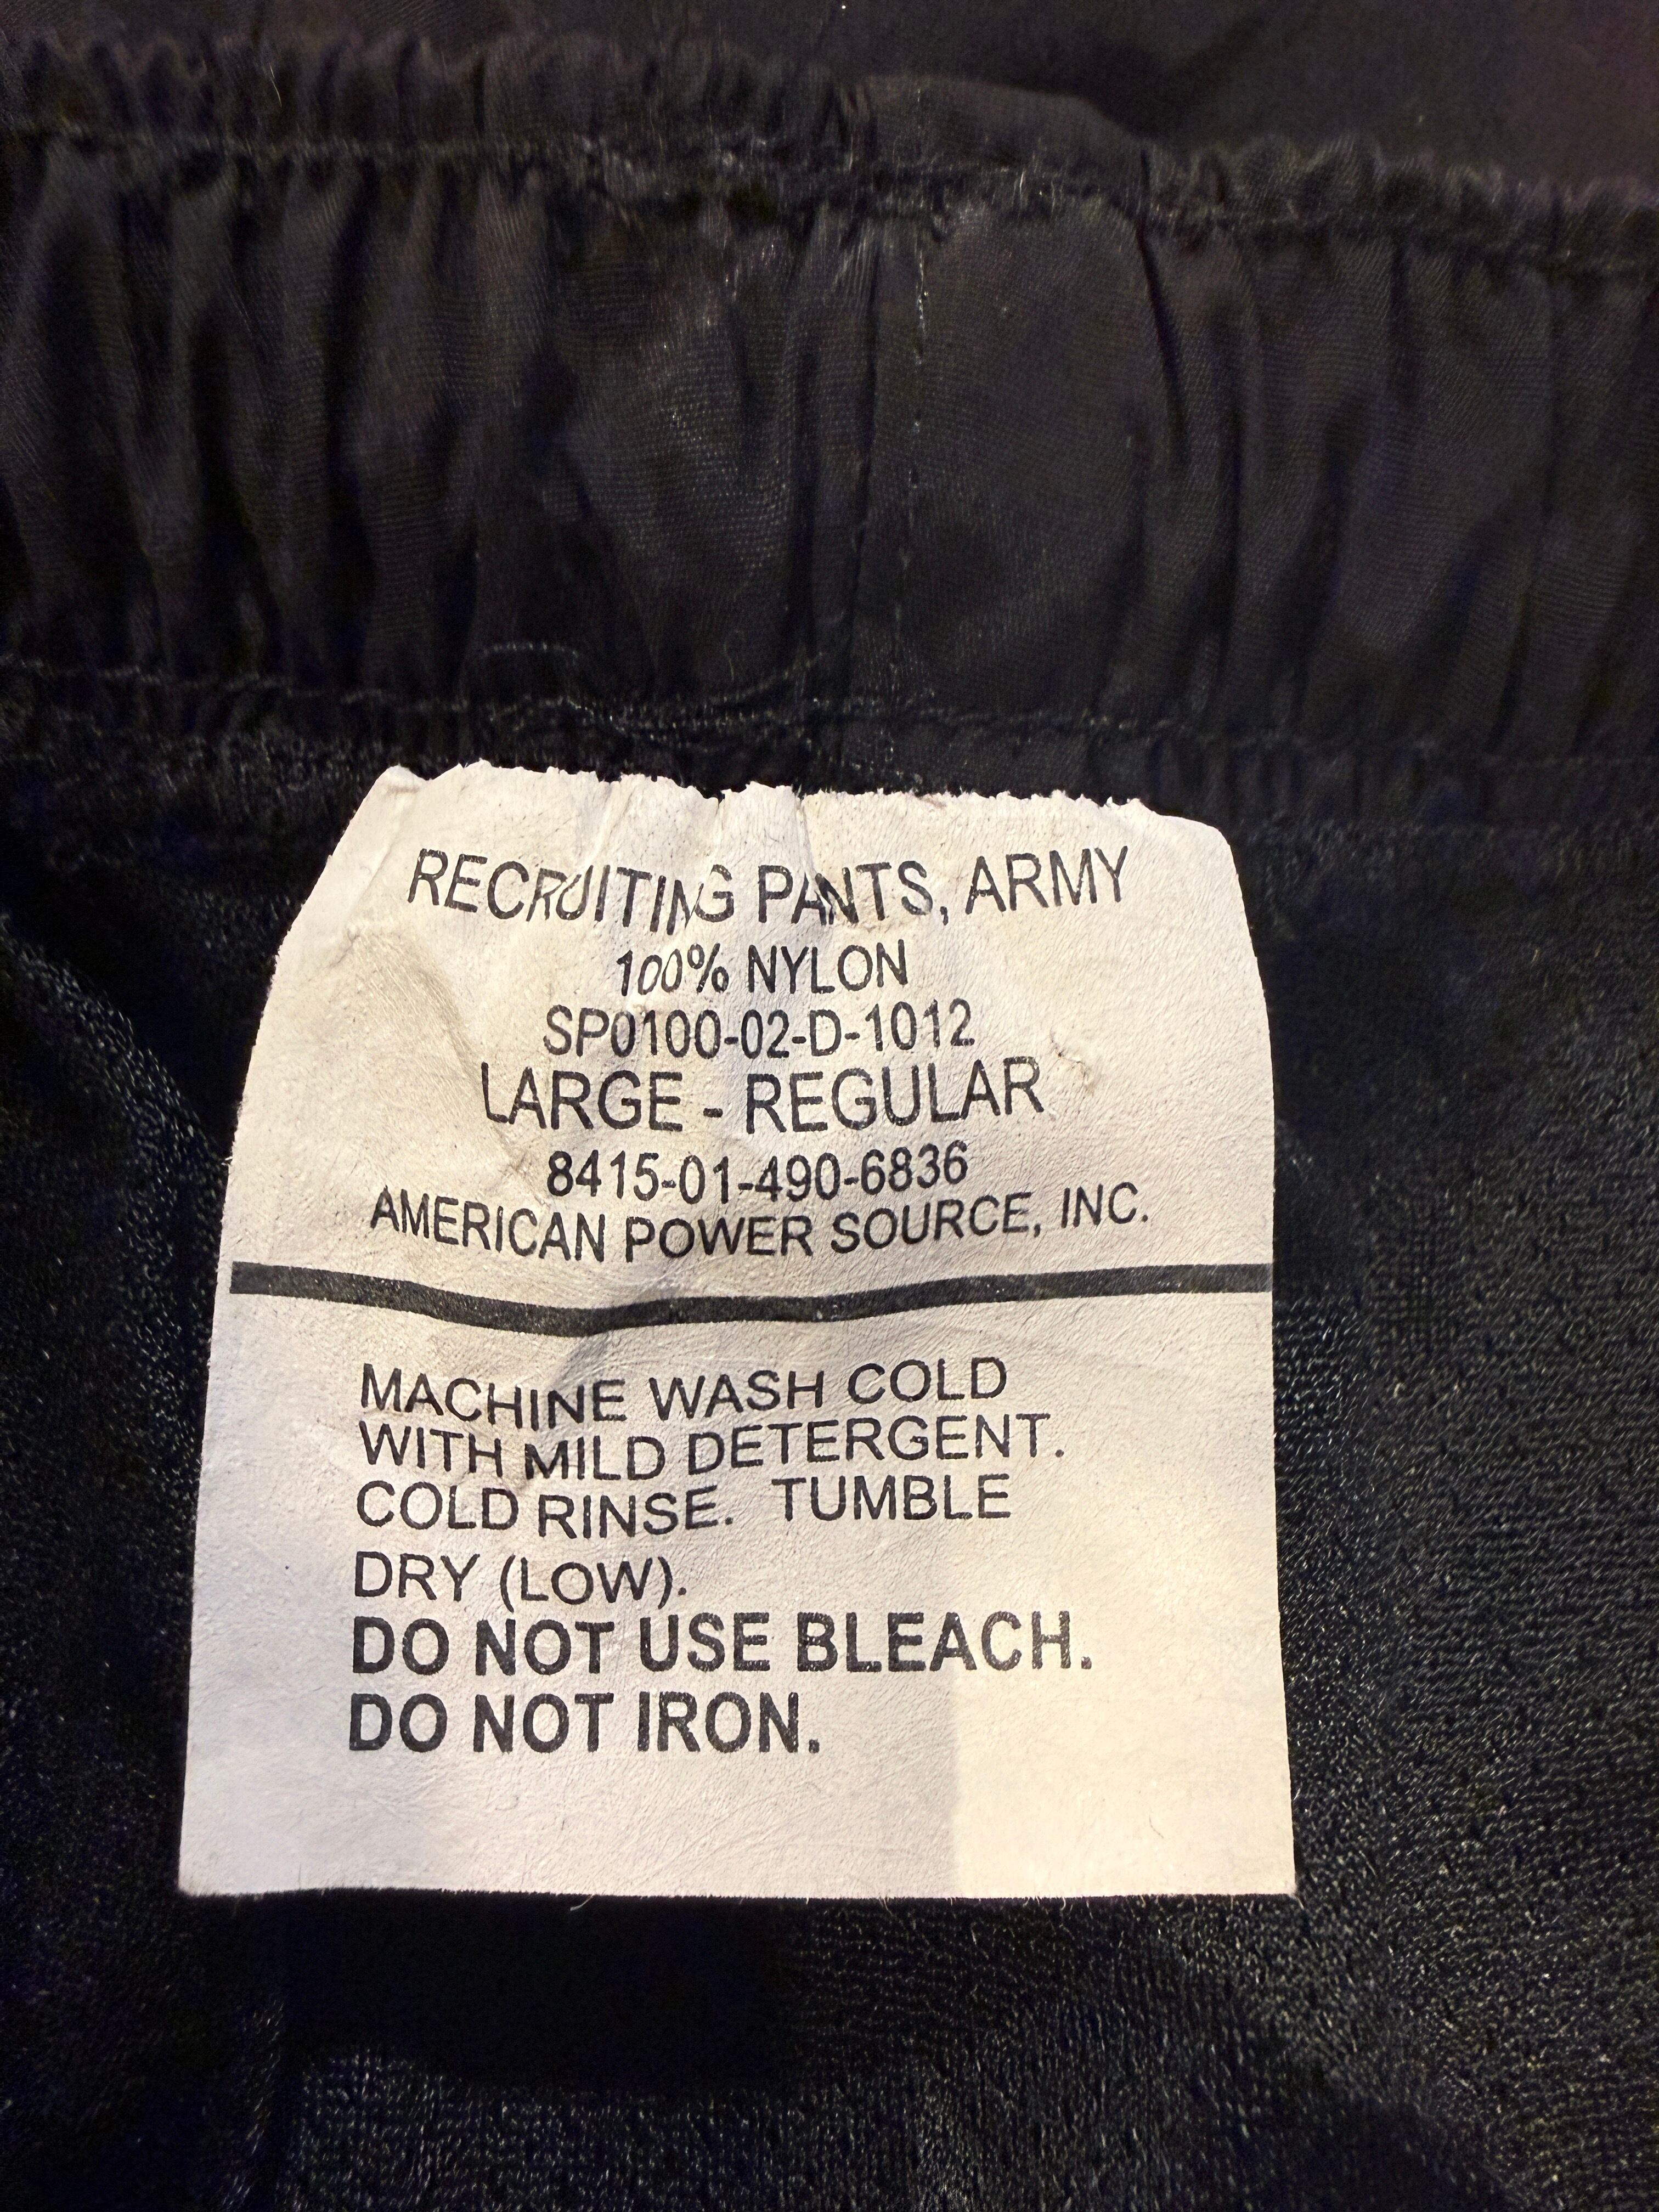 RECRUITING PANTS, ARMY
100% NYLON
SP0100-02-D-1012
LARGE - REGULAR
8415-01-490-6836
AMERICAN POWER SOURCE, INC.
MACHINE WASH COLD
WITH MILD DETERGENT.
COLD RINSE. TUMBLE
DRY (LOW).
DO NOT USE BLEACH.
DO NOT IRON.